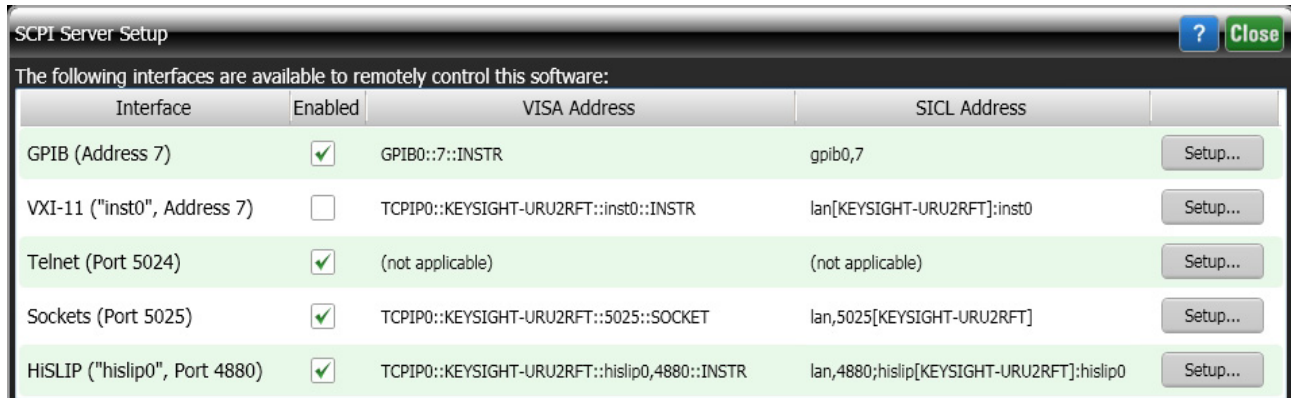 SCPI Server Setup ? Close
The following interfaces are available to remotely control this software:
Interface Enabled VISA Address SICL Address
GPIB (Address 7) GPIB0::7::INSTR gpib0,7 Setup...
VXI-11 ("inst0", Address 7) TCPIP0::KEYSIGHT-URU2RFT::inst0::INSTR lan[KEYSIGHT-URU2RFT]:inst0 Setup...
Telnet (Port 5024) (not applicable) (not applicable) Setup...
Sockets (Port 5025) TCPIP0::KEYSIGHT-URU2RFT::5025::SOCKET lan,5025[KEYSIGHT-URU2RFT] Setup...
HiSLIP ("hislip0", Port 4880) TCPIP0::KEYSIGHT-URU2RFT::hislip0,4880::INSTR lan,4880;hislip[KEYSIGHT-URU2RFT]:hislip0 Setup...